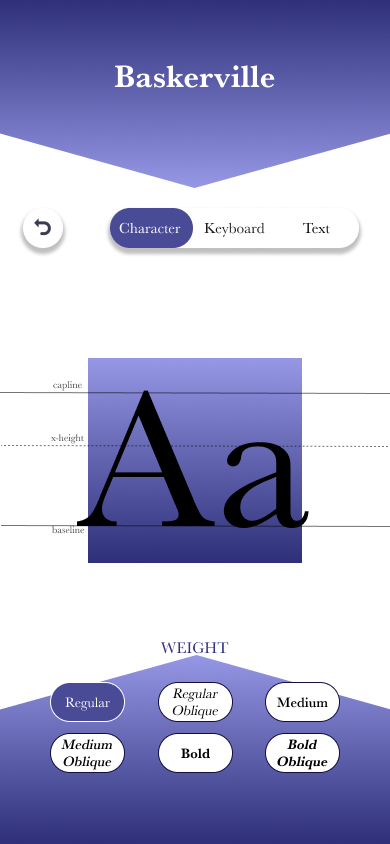 Baskerville
Character Keyboard Text
capline
x-height
baseline
Aa
WEIGHT
Regular
Regular
Oblique
Medium
Medium
Oblique
Bold
Bold
Oblique